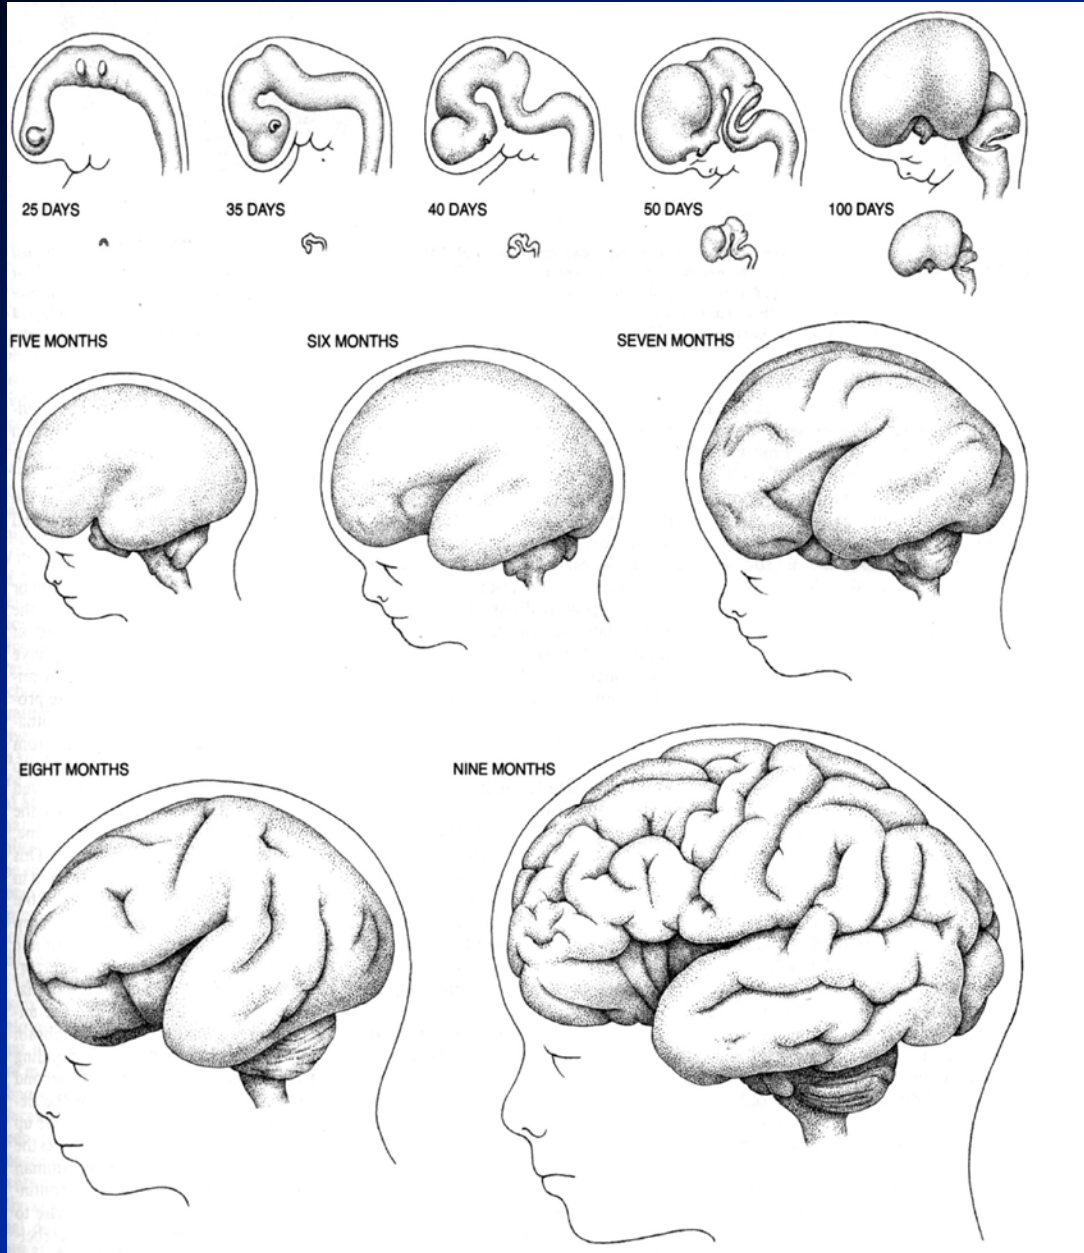 25 DAYS
35 DAYS
40 DAYS
50 DAYS
100 DAYS
FIVE MONTHS
SIX MONTHS
SEVEN MONTHS
EIGHT MONTHS
NINE MONTHS